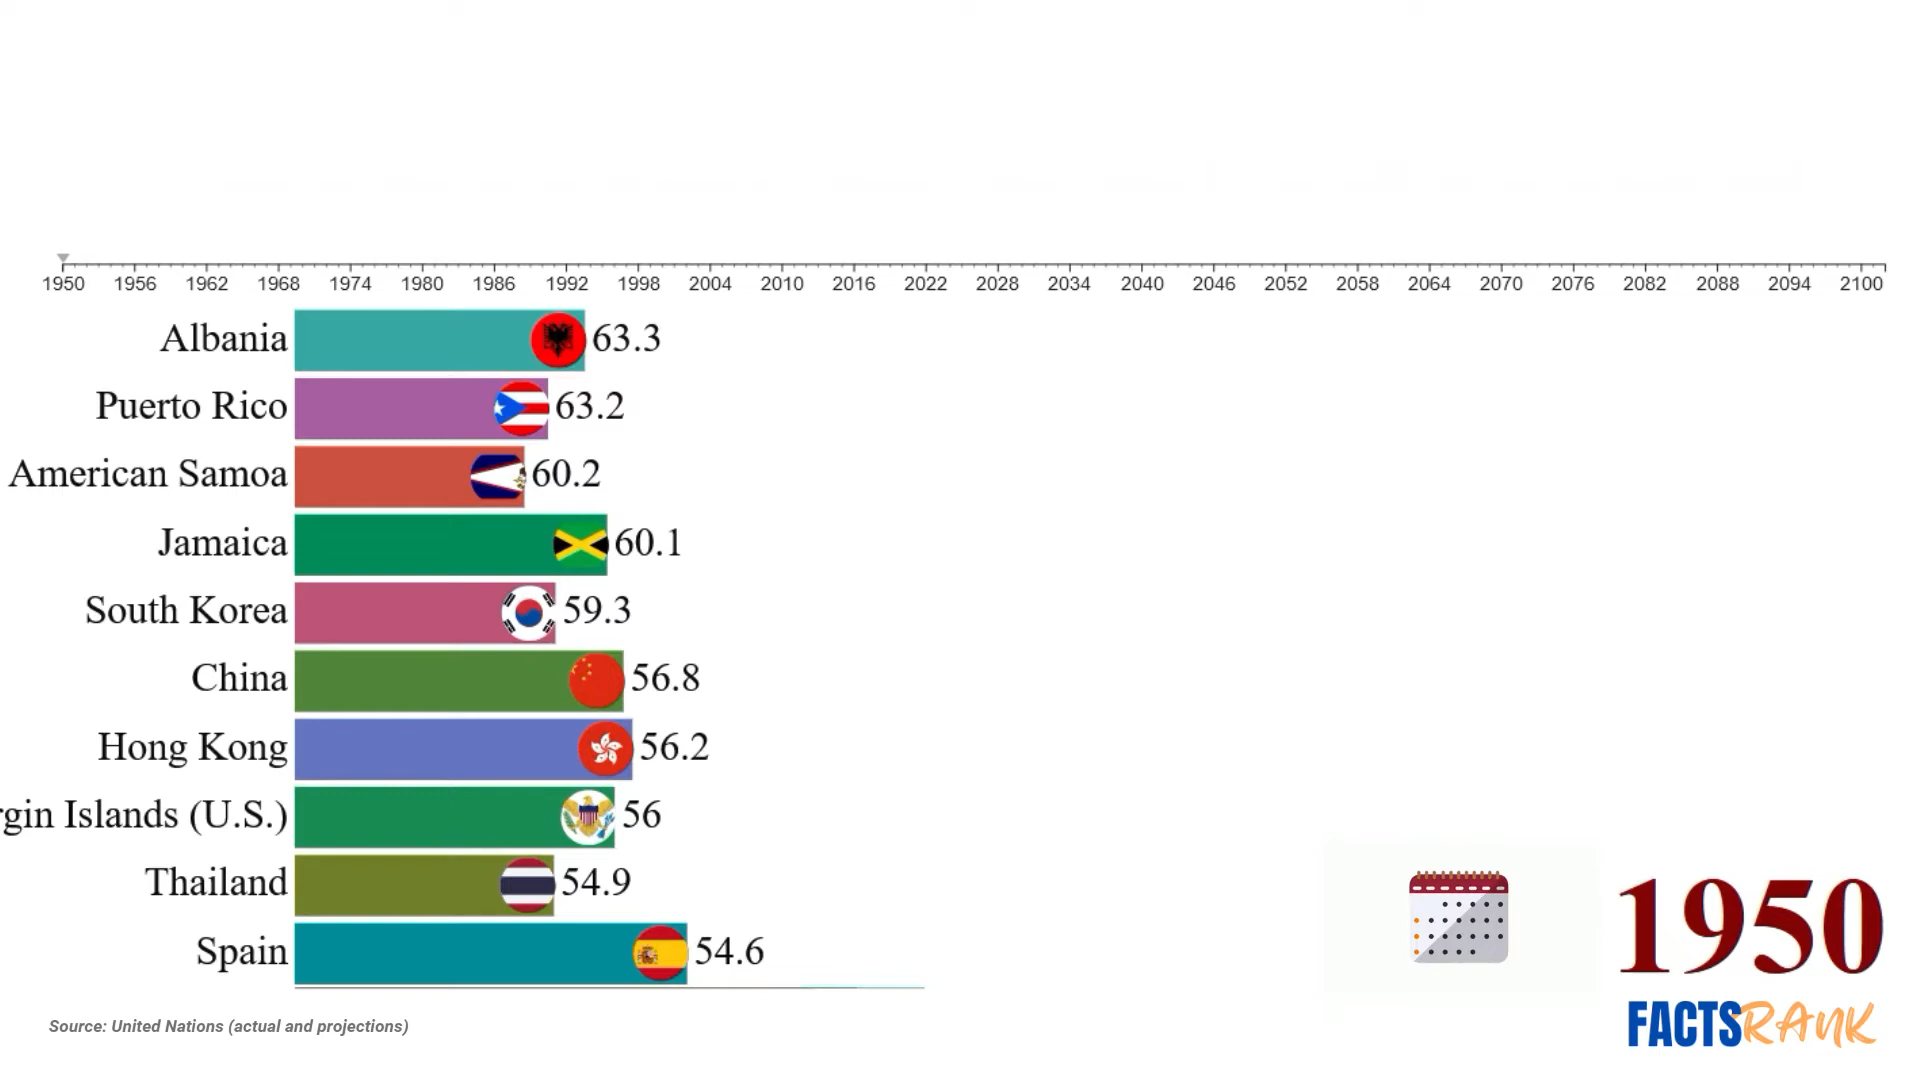 1950 1956 1962 1968 1974 1980 1986 1992 1998 2004 2010 2016 2022 2028 2034 2040 2046 2052 2058 2064 2070 2076 2082 2088 2094 2100
Albania 63.3
Puerto Rico 63.2
American Samoa 60.2
Jamaica 60.1
South Korea 59.3
China 56.8
Hong Kong 56.2
rgin Islands (U.S.) 56
Thailand 54.9
Spain 54.6
1950
Source: United Nations (actual and projections)
FACTSRANK